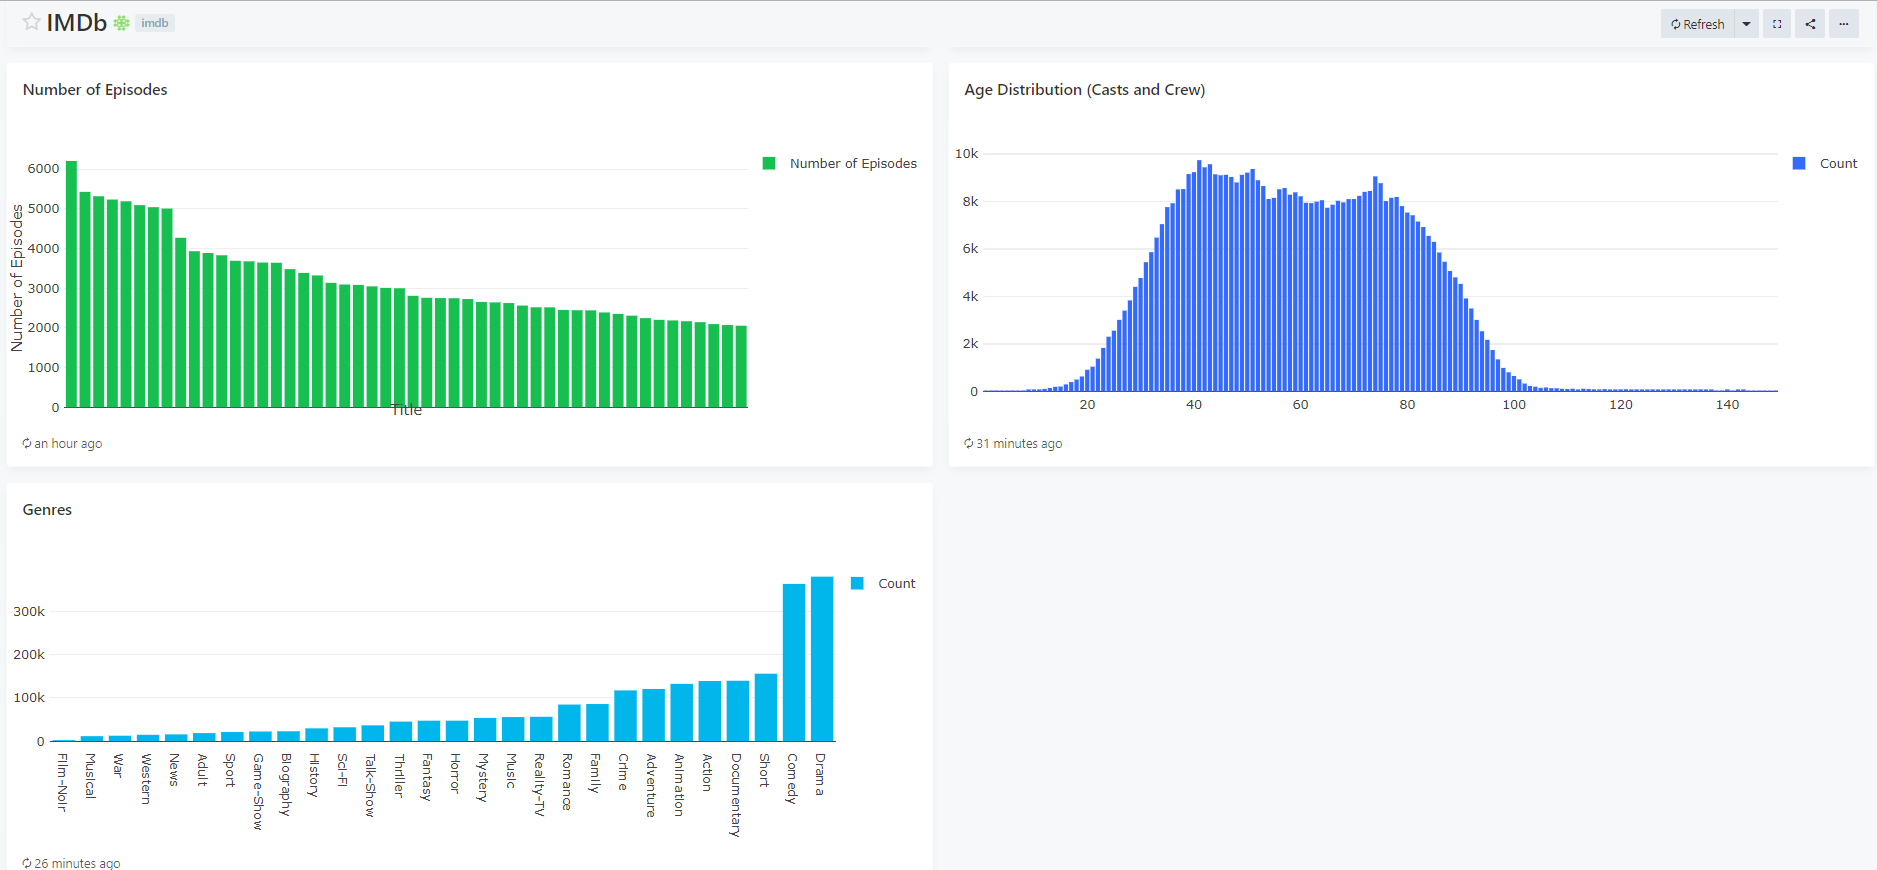 IMDb imdb Refresh ...
Number of Episodes
6000
5000
4000
3000
2000
1000
0
Number of Episodes
Title
Number of Episodes
an hour ago
Age Distribution (Casts and Crew)
10k
8k
6k
4k
2k
0
20 40 60 80 100 120 140
Count
31 minutes ago
Genres
300k
200k
100k
0
Film-Noir
Musical
War
Western
News
Adult
Sport
Game-Show
Biography
History
Sci-Fi
Talk-Show
Thriller
Fantasy
Horror
Mystery
Music
Reality-TV
Romance
Family
Crime
Adventure
Animation
Action
Documentary
Short
Comedy
Drama
Count
26 minutes ago